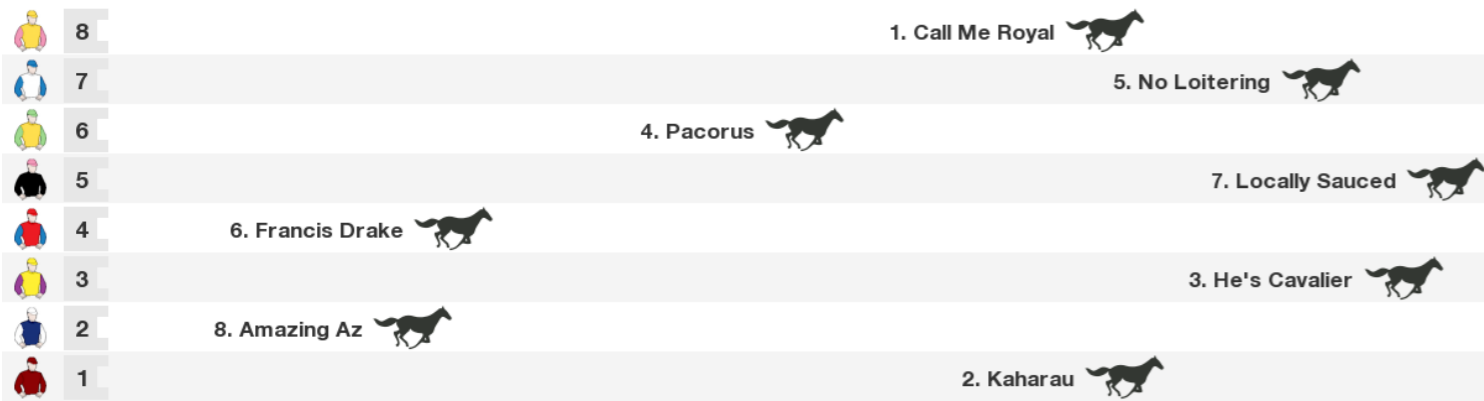 8 1. Call Me Royal
7 5. No Loitering
6 4. Pacorus
5 7. Locally Sauced
4 6. Francis Drake
3 3. He's Cavalier
2 8. Amazing Az
1 2. Kaharau